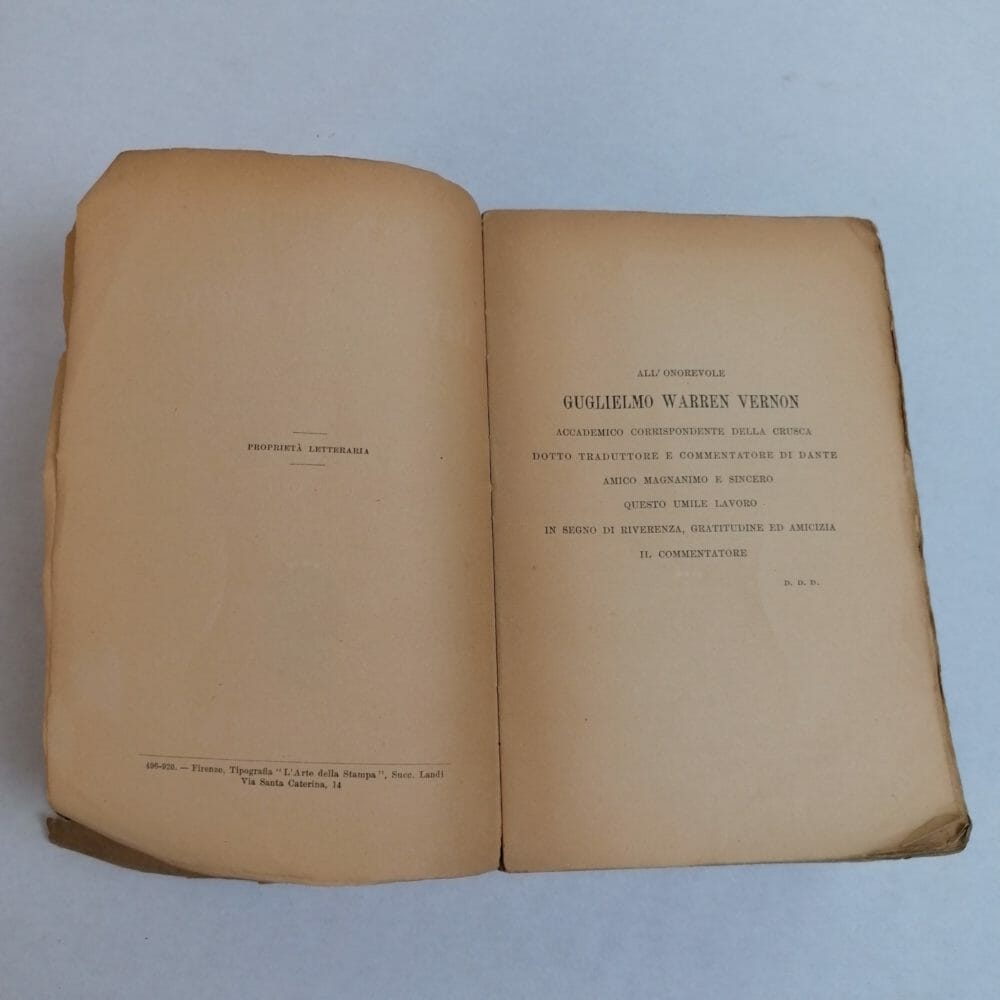 PROPRIETÀ LETTERARIA
496-920. — Firenze, Tipografia "L'Arte della Stampa", Succ. Landi
Via Santa Caterina, 14
ALL' ONOREVOLE
GUGLIELMO WARREN VERNON
ACCADEMICO CORRISPONDENTE DELLA CRUSCA
DOTTO TRADUTTORE E COMMENTATORE DI DANTE
AMICO MAGNANIMO E SINCERO
QUESTO UMILE LAVORO
IN SEGNO DI RIVERENZA, GRATITUDINE ED AMICIZIA
IL COMMENTATORE
D. D. D.